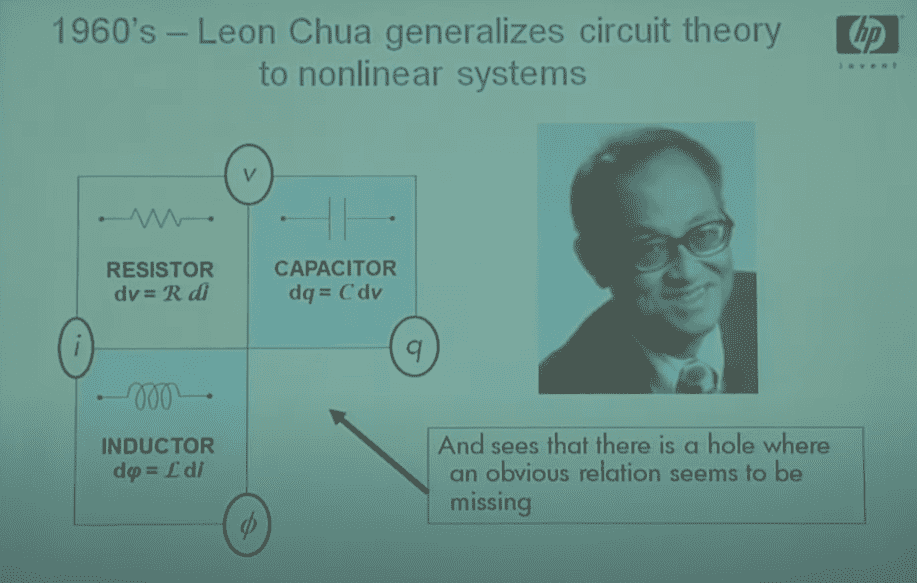 1960's – Leon Chua generalizes circuit theory
to nonlinear systems
hp
invent
v
RESISTOR
dv = R di
CAPACITOR
dq = C dv
i
q
INDUCTOR
dφ = L di
ϕ
And sees that there is a hole where
an obvious relation seems to be
missing